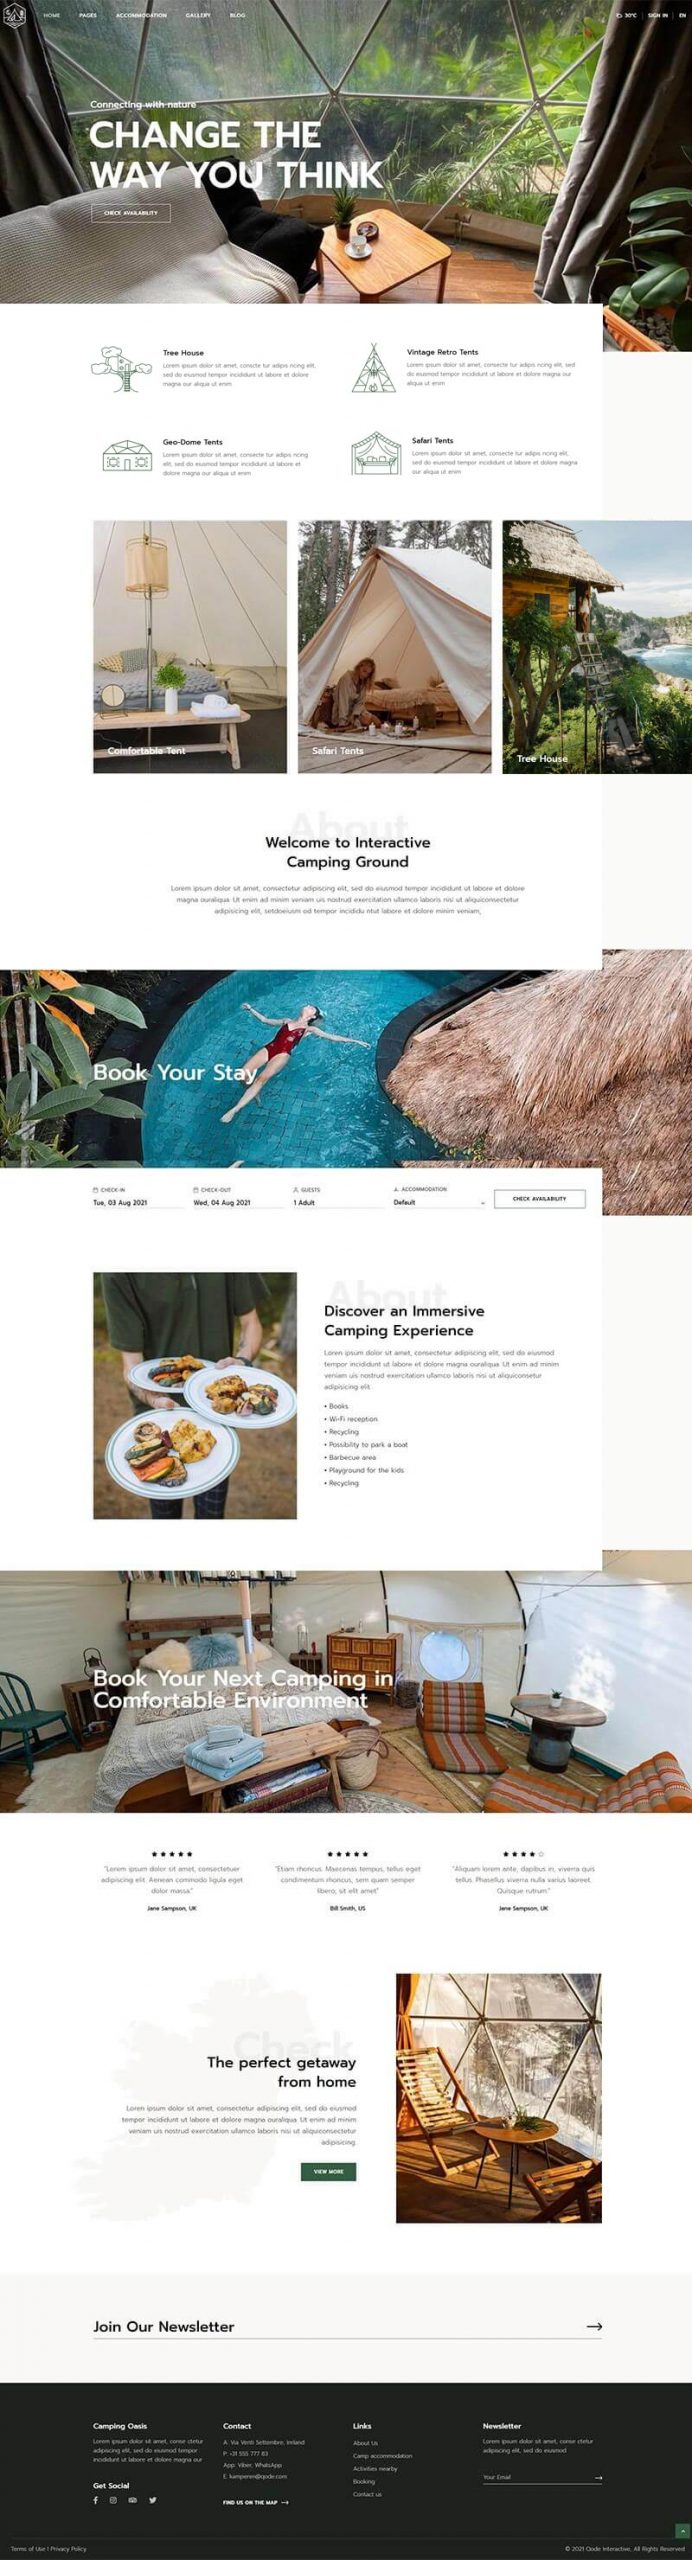 HOME PAGES ACCOMMODATION GALLERY BLOG
30°C SIGN IN EN
Connecting with nature
CHANGE THE
WAY YOU THINK
CHECK AVAILABILITY
Tree House
Lorem ipsum dolor sit amet, conscte tur adipis ncing elit,
sed do eiusmod tempor incididunt ut labore et dolore
magna our aliqua ut enim
Vintage Retro Tents
Lorem ipsum dolor sit amet, consecte tur adipis ncing elit, sed
do eiusmod tempor incididunt ut labore et dolore magna our
aliqua ut enim
Geo-Dome Tents
Lorem ipsum dolor sit amet, consecte tur adipis ncing
elit, sed do eiusmod tempor incididunt ut labore et
dolore magna our aliqua ut enim
Safari Tents
Lorem ipsum dolor sit amet, consecte tur adipis ncing elit,
sed do eiusmod tempor incididunt ut labore et dolore magna
our aliqua ut enim
Comfortable Tent
Safari Tents
Tree House
About
Welcome to Interactive
Camping Ground
Lorem ipsum dolor sit amet, consectetur adipiscing elit, sed do eiusmod tempor incididunt ut labore et dolore
magna ouraliqua. Ut enim ad minim veniam uis nostrud exercitation ullamco laboris nisi ut aliquiconsectetur
adipisicing elit, setdoeiusm od tempor incididu ntut labore et dolore minim veniam,
Book Your Stay
CHECK-IN
Tue, 03 Aug 2021
CHECK-OUT
Wed, 04 Aug 2021
GUESTS
1 Adult
ACCOMMODATION
Default
CHECK AVAILABILITY
About
Discover an Immersive
Camping Experience
Lorem ipsum dolor sit amet, consectetur adipiscing elit, sed do eiusmod
tempor incididunt ut labore et dolore magna ouraliqua. Ut enim ad minim
veniam uis nostrud exercitation ullamco laboris nisi ut aliquiconsetur
adipisicing elit
• Books
• Wi-Fi reception
• Recycling
• Possibility to park a boat
• Barbecue area
• Playground for the kids
• Recycling
Book Your Next Camping in
Comfortable Environment
"Lorem ipsum dolor sit amet, consectetuer
adipiscing elit. Aenean commodo ligula eget
dolor massa."
Jane Sampson, UK
"Etiam rhoncus. Maecenas tempus, tellus eget
condimentum rhoncus, sem quam semper
libero, sit elit amet"
Bill Smith, US
"Aliquam lorem ante, dapibus in, viverra quis
tellus. Phasellus viverra nulla varius laoreet.
Quisque rutrum."
Jane Sampson, UK
Check
The perfect getaway
from home
Lorem ipsum dolor sit amet, consectetur adipiscing elit, sed do eiusmod
tempor incididunt ut labore et dolore magna ouraliqua. Ut enim ad minim
veniam uis nostrud exercitation ullamco laboris nisi ut aliquiconsectetur
adipisicing.
VIEW MORE
Join Our Newsletter
Camping Oasis
Lorem ipsum dolor sit amet, conse ctetur
adipiscing elit, sed do eiusmod tempor
incididunt ut labore et dolore magna our
Get Social
Contact
A: Via Venti Settembre, Irnland
P: +31 555 777 83
App: Viber, WhatsApp
E: kamperen@qode.com
FIND US ON THE MAP
Links
About Us
Camp accommodation
Activities nearby
Booking
Contact us
Newsletter
Lorem ipsum dolor sit amet, conse ctetur
adipiscing elit, sed do eiusmod
Your Email
Terms of Use | Privacy Policy
© 2021 Qode Interactive, All Rights Reserved